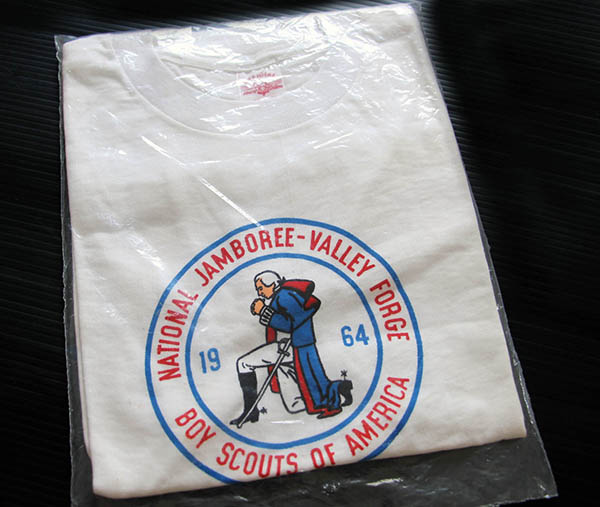 NATIONAL JAMBOREE-VALLEY FORGE
19 64
BOY SCOUTS OF AMERICA